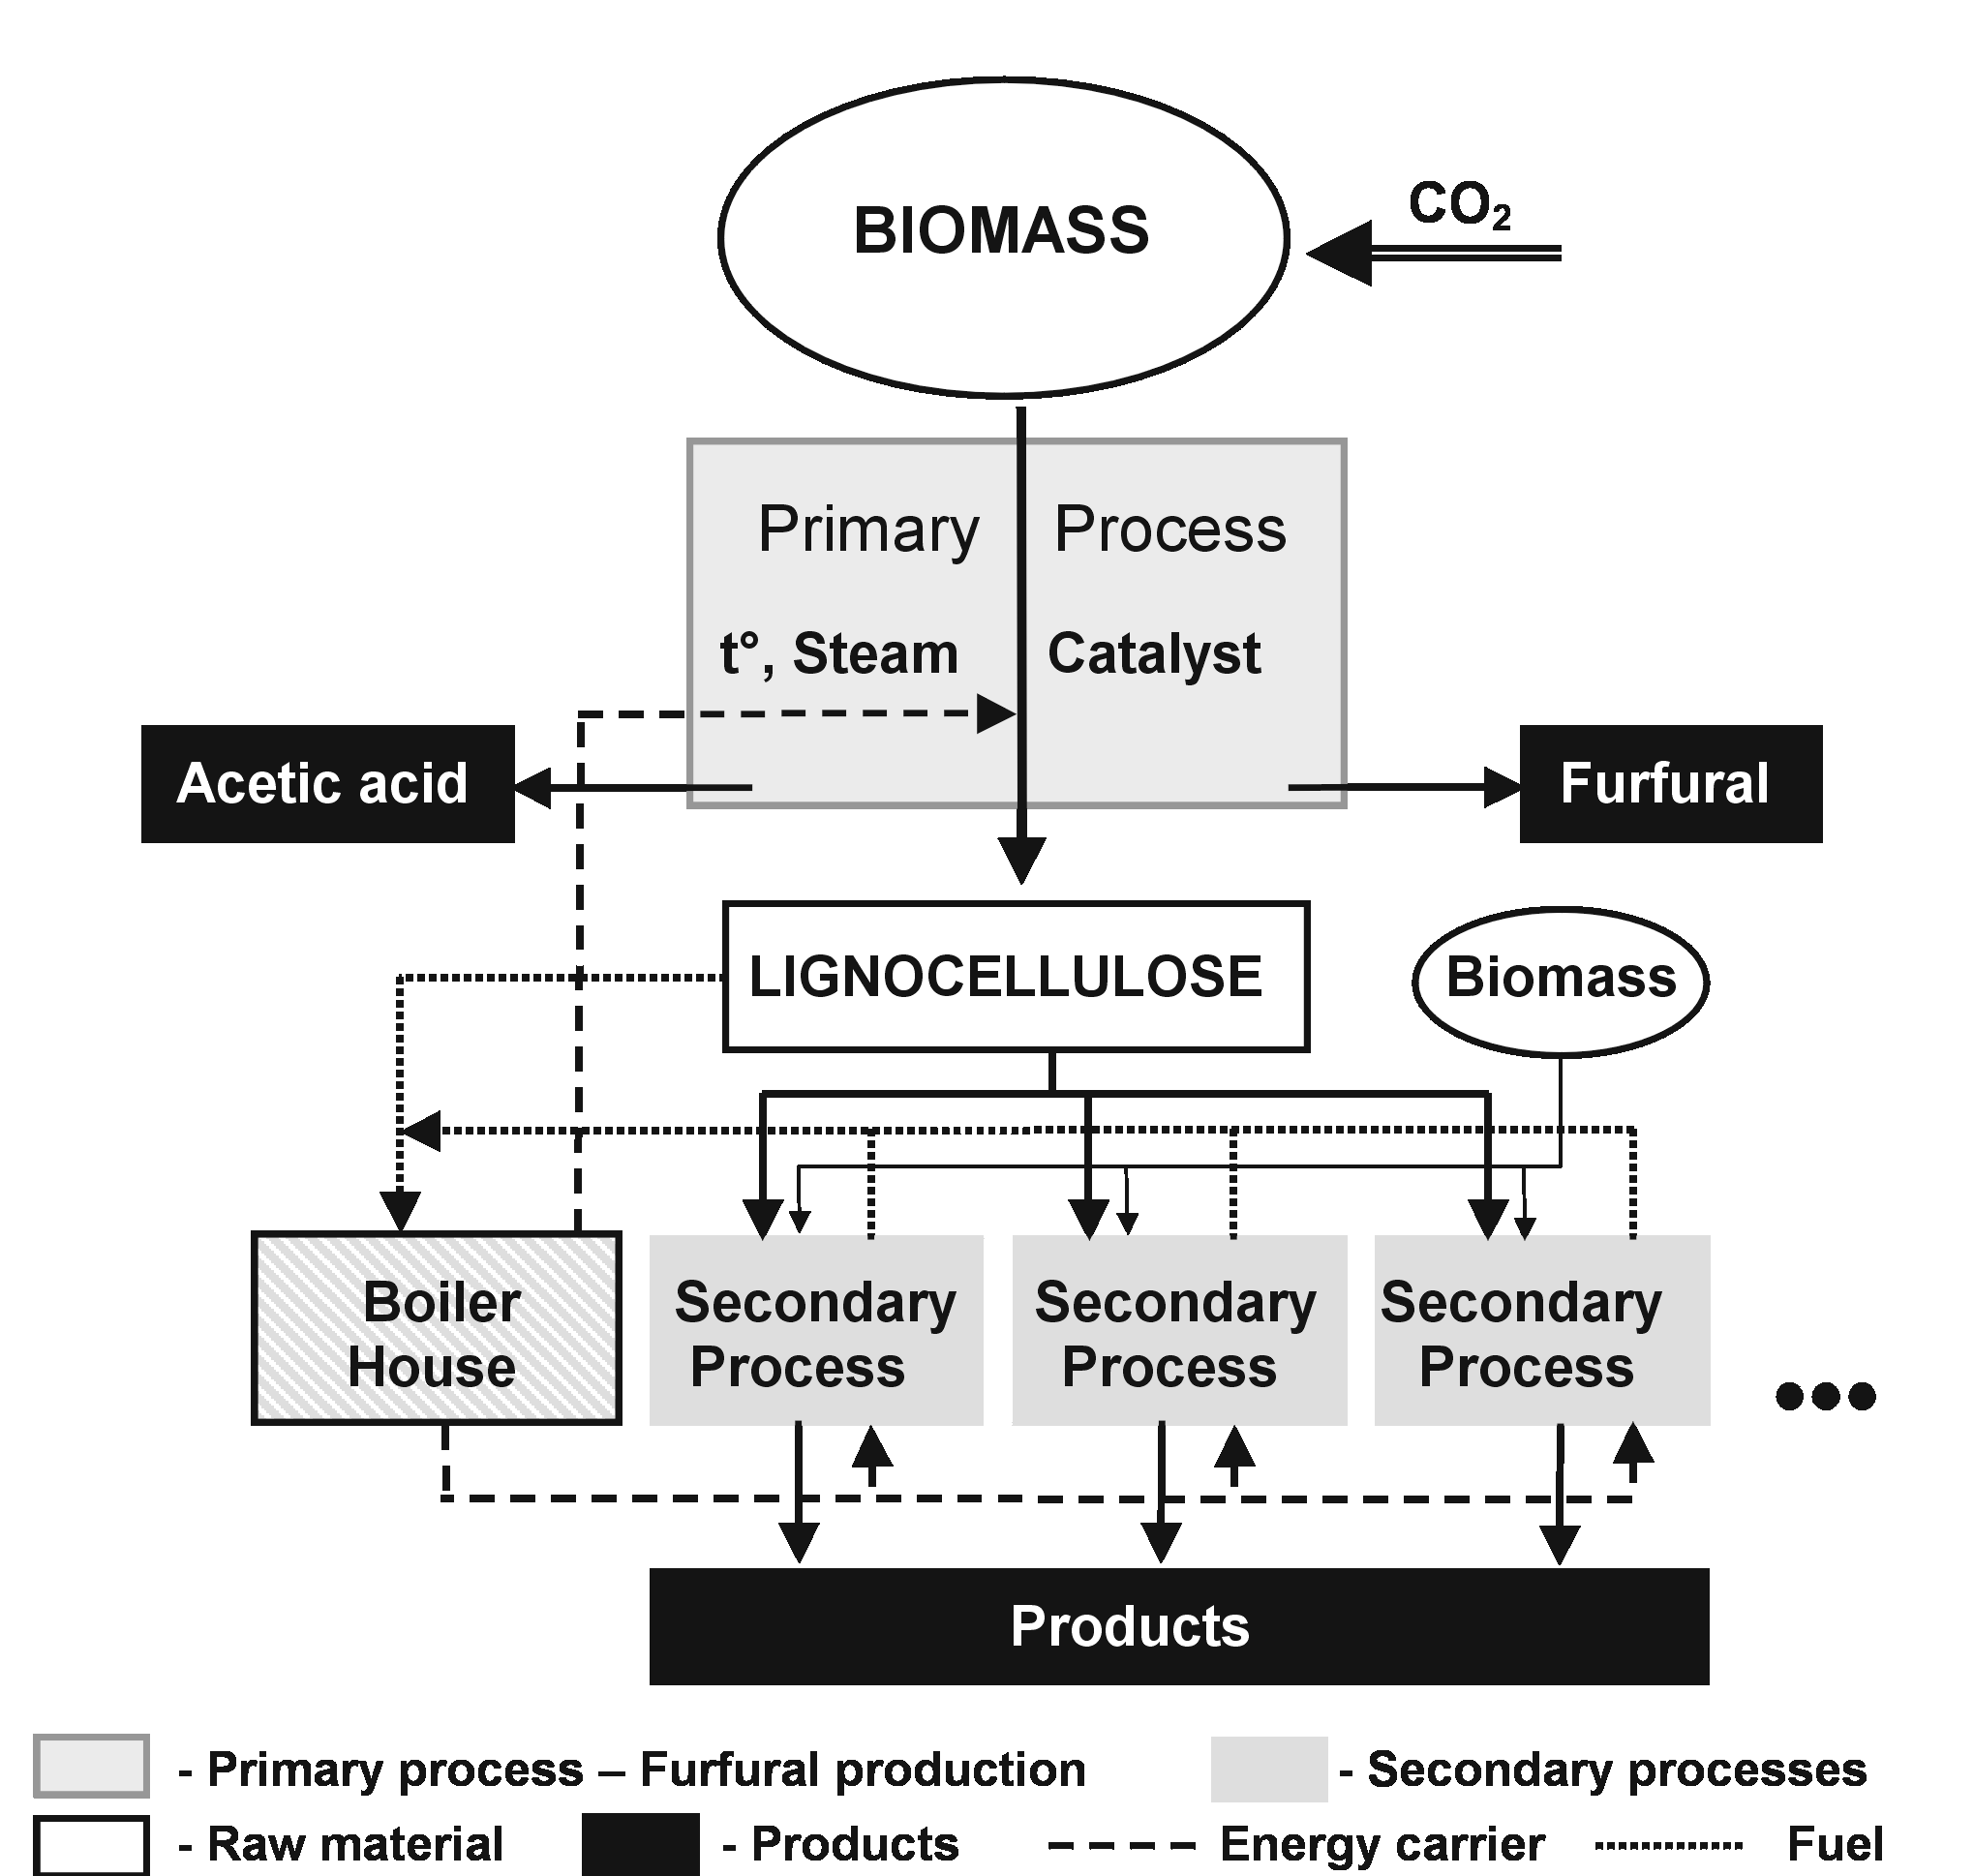 BIOMASS
CO₂
Primary Process
t°, Steam Catalyst
Acetic acid
Furfural
LIGNOCELLULOSE
Biomass
Boiler
House
Secondary
Process
Secondary
Process
Secondary
Process
•••
Products
- Primary process – Furfural production
- Secondary processes
- Raw material
- Products
Energy carrier
Fuel